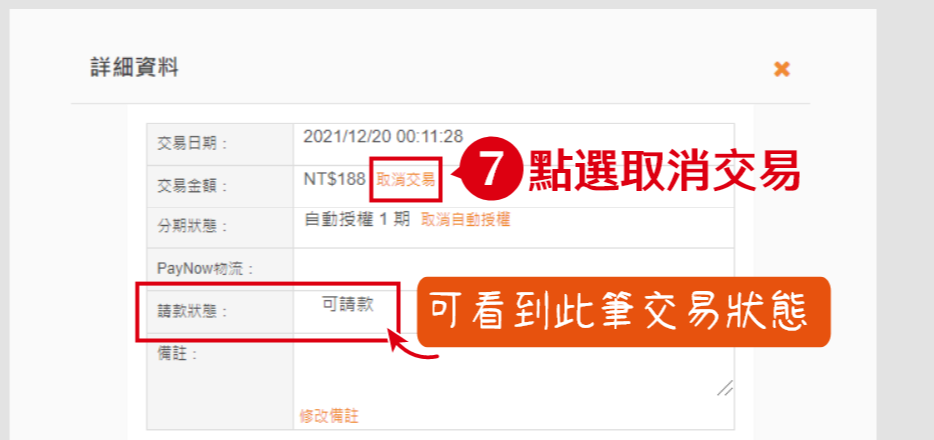 詳細資料
交易日期：
2021/12/20 00:11:28
交易金額：
NT$188 取消交易
7 點選取消交易
分期狀態：
自動授權 1 期 取消自動授權
PayNow物流：
請款狀態：
可請款
可看到此筆交易狀態
備註：
修改備註